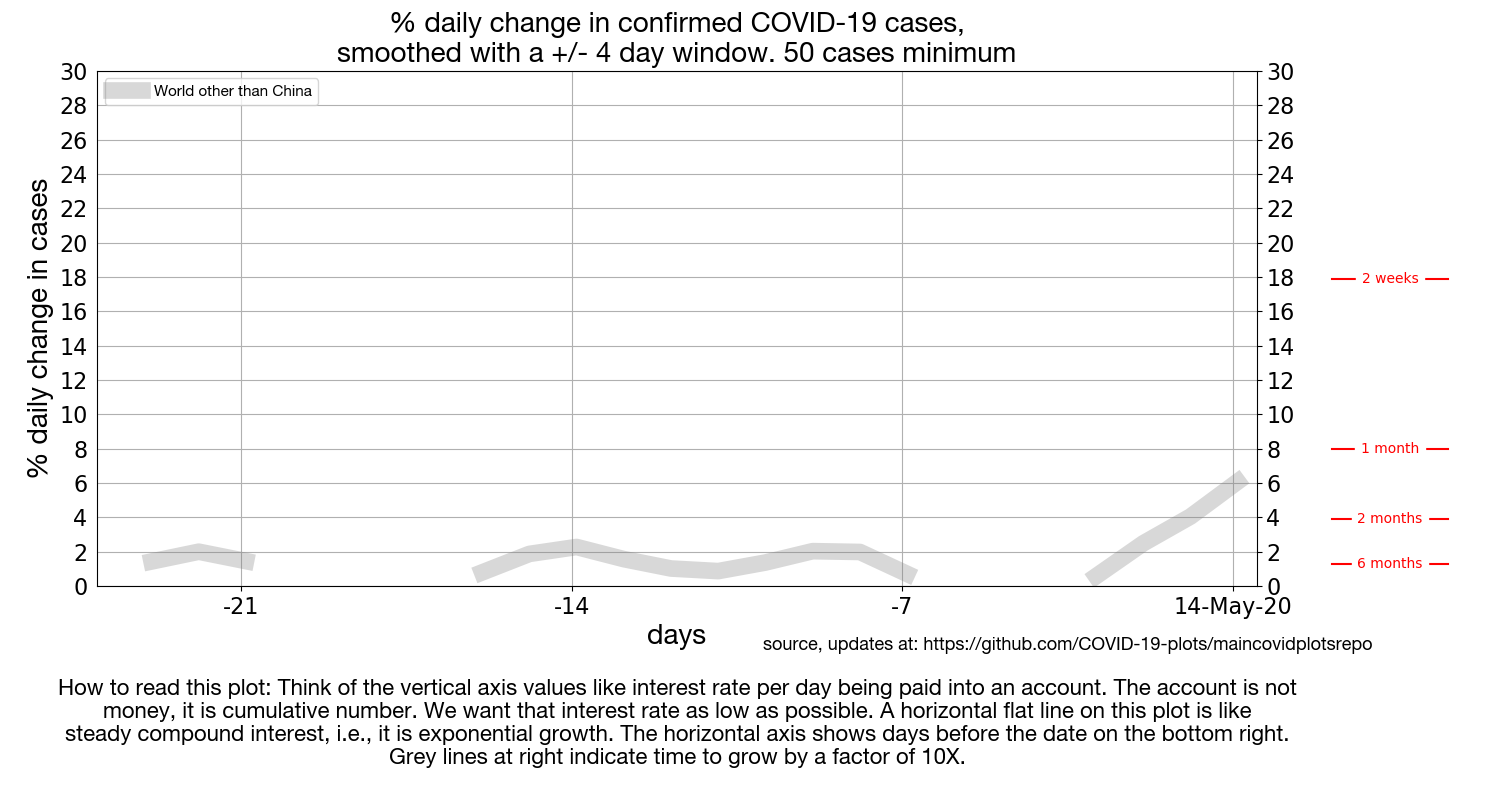 % daily change in confirmed COVID-19 cases,
smoothed with a +/- 4 day window. 50 cases minimum
World other than China
% daily change in cases
30
28
26
24
22
20
18
16
14
12
10
8
6
4
2
0
30
28
26
24
22
20
18
16
14
12
10
8
6
4
2
0
2 weeks
1 month
2 months
6 months
-21
-14
-7
14-May-20
days
source, updates at: https://github.com/COVID-19-plots/maincovidplotsrepo
How to read this plot: Think of the vertical axis values like interest rate per day being paid into an account. The account is not
money, it is cumulative number. We want that interest rate as low as possible. A horizontal flat line on this plot is like
steady compound interest, i.e., it is exponential growth. The horizontal axis shows days before the date on the bottom right.
Grey lines at right indicate time to grow by a factor of 10X.